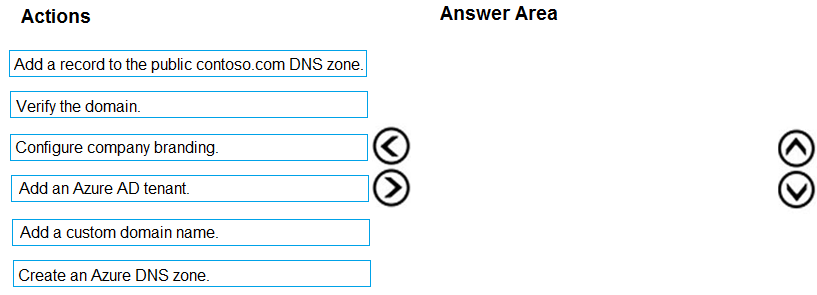 Actions
Answer Area
Add a record to the public contoso.com DNS zone.
Verify the domain.
Configure company branding.
Add an Azure AD tenant.
Add a custom domain name.
Create an Azure DNS zone.